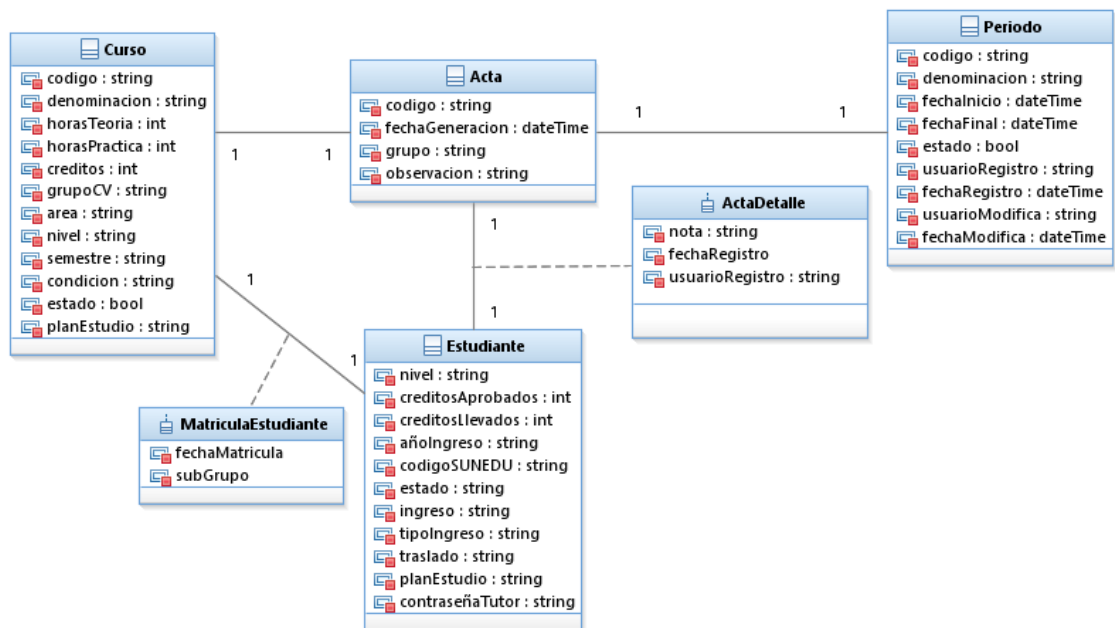 Curso
codigo : string
denominacion : string
horasTeoria : int
horasPractica : int
creditos : int
grupoCV : string
area : string
nivel : string
semestre : string
condicion : string
estado : bool
planEstudio : string
1
1
Acta
codigo : string
fechaGeneracion : dateTime
grupo : string
observacion : string
1
1
Periodo
codigo : string
denominacion : string
fechaInicio : dateTime
fechaFinal : dateTime
estado : bool
usuarioRegistro : string
fechaRegistro : dateTime
usuarioModifica : string
fechaModifica : dateTime
1
ActaDetalle
nota : string
fechaRegistro
usuarioRegistro : string
1
1
1
MatriculaEstudiante
fechaMatricula
subGrupo
Estudiante
nivel : string
creditosAprobados : int
creditosLlevados : int
añoIngreso : string
codigoSUNEDU : string
estado : string
ingreso : string
tipoIngreso : string
traslado : string
planEstudio : string
contraseñaTutor : string